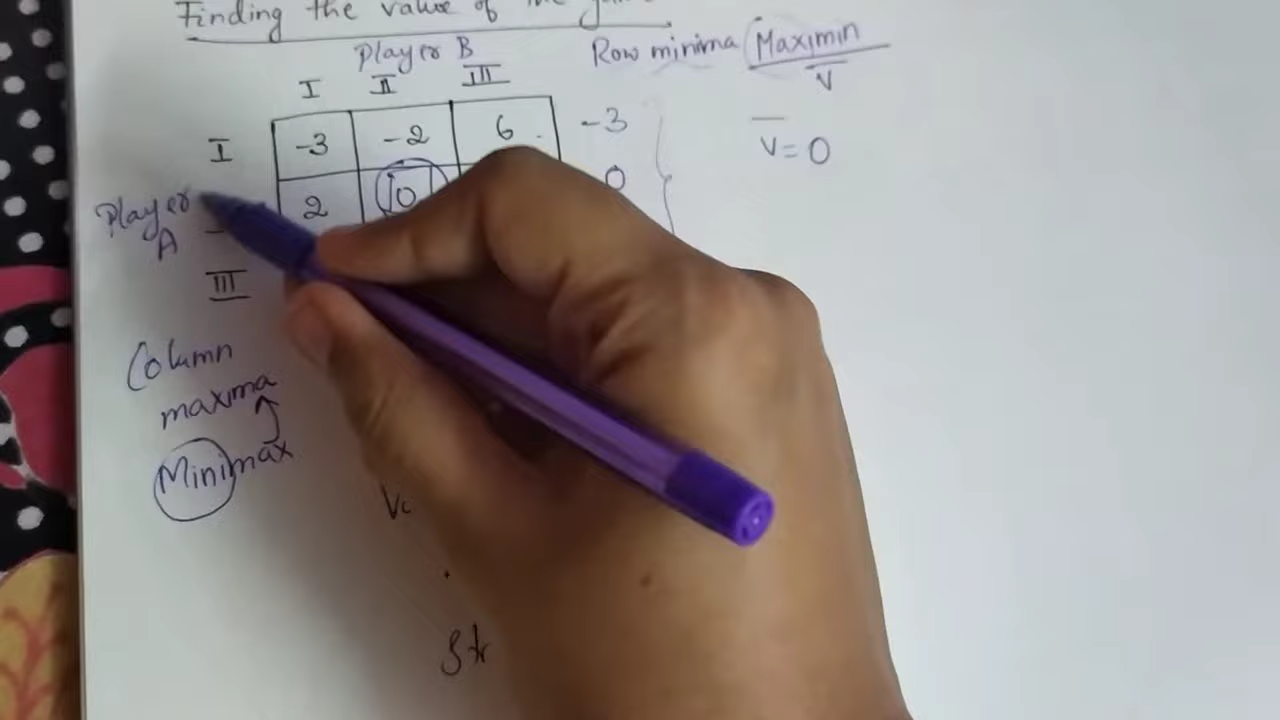 Finding the value of the
Player B
Row minima Maximin
V
I II III
I -3 -2 6 -3
V = 0
2 0 0
Player
A
III
Column
maxima
Minimax